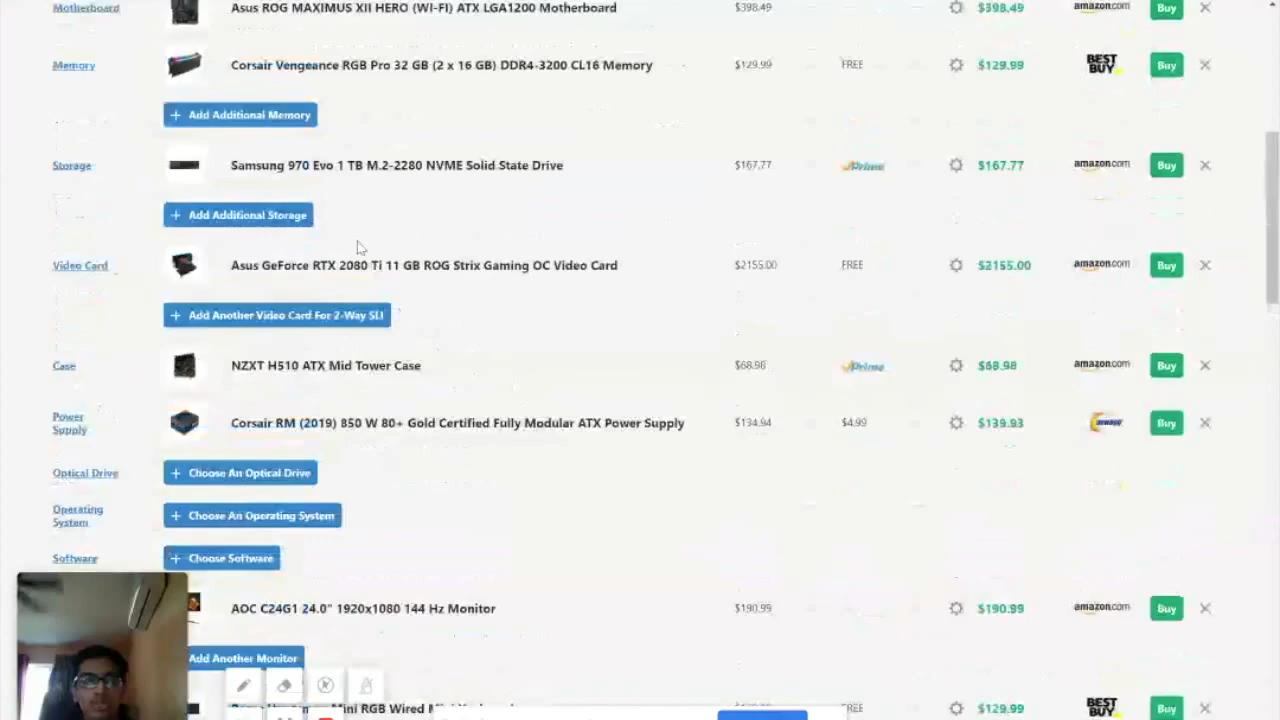 Motherboard Asus ROG MAXIMUS XII HERO (WI-FI) ATX LGA1200 Motherboard $398.49 $398.49 amazon.com Buy
Memory Corsair Vengeance RGB Pro 32 GB (2 x 16 GB) DDR4-3200 CL16 Memory $129.99 FREE $129.99 BEST BUY Buy
+ Add Additional Memory
Storage Samsung 970 Evo 1 TB M.2-2280 NVME Solid State Drive $167.77 Prime $167.77 amazon.com Buy
+ Add Additional Storage
Video Card Asus GeForce RTX 2080 Ti 11 GB ROG Strix Gaming OC Video Card $2155.00 FREE $2155.00 amazon.com Buy
+ Add Another Video Card For 2-Way SLI
Case NZXT H510 ATX Mid Tower Case $68.98 Prime $68.98 amazon.com Buy
Power Supply Corsair RM (2019) 850 W 80+ Gold Certified Fully Modular ATX Power Supply $134.94 $4.99 $139.93 Buy
Optical Drive + Choose An Optical Drive
Operating System + Choose An Operating System
Software + Choose Software
AOC C24G1 24.0" 1920x1080 144 Hz Monitor $190.99 $190.99 amazon.com Buy
Add Another Monitor
Mini RGB Wired FREE $129.99 BEST BUY Buy